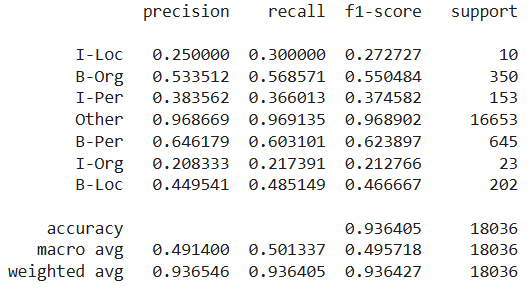 precision recall f1-score support
I-Loc 0.250000 0.300000 0.272727 10
B-Org 0.533512 0.568571 0.550484 350
I-Per 0.383562 0.366013 0.374582 153
Other 0.968669 0.969135 0.968902 16653
B-Per 0.646179 0.603101 0.623897 645
I-Org 0.208333 0.217391 0.212766 23
B-Loc 0.449541 0.485149 0.466667 202
accuracy 0.936405 18036
macro avg 0.491400 0.501337 0.495718 18036
weighted avg 0.936546 0.936405 0.936427 18036